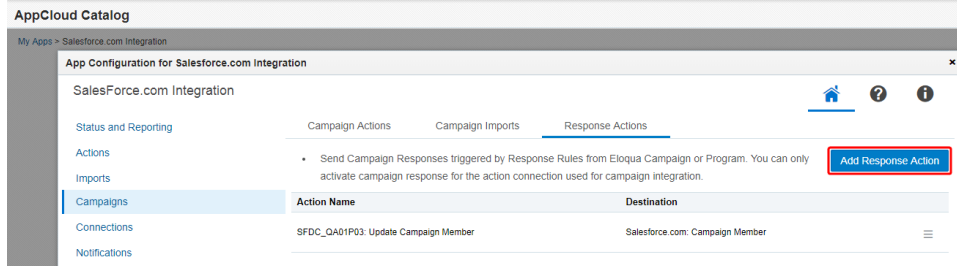 AppCloud Catalog
My Apps > Salesforce.com Integration
App Configuration for Salesforce.com Integration
×
SalesForce.com Integration
Status and Reporting
Actions
Imports
Campaigns
Connections
Notifications
Campaign Actions
Campaign Imports
Response Actions
• Send Campaign Responses triggered by Response Rules from Eloqua Campaign or Program. You can only
activate campaign response for the action connection used for campaign integration.
Add Response Action
Action Name
Destination
SFDC_QA01P03: Update Campaign Member
Salesforce.com: Campaign Member